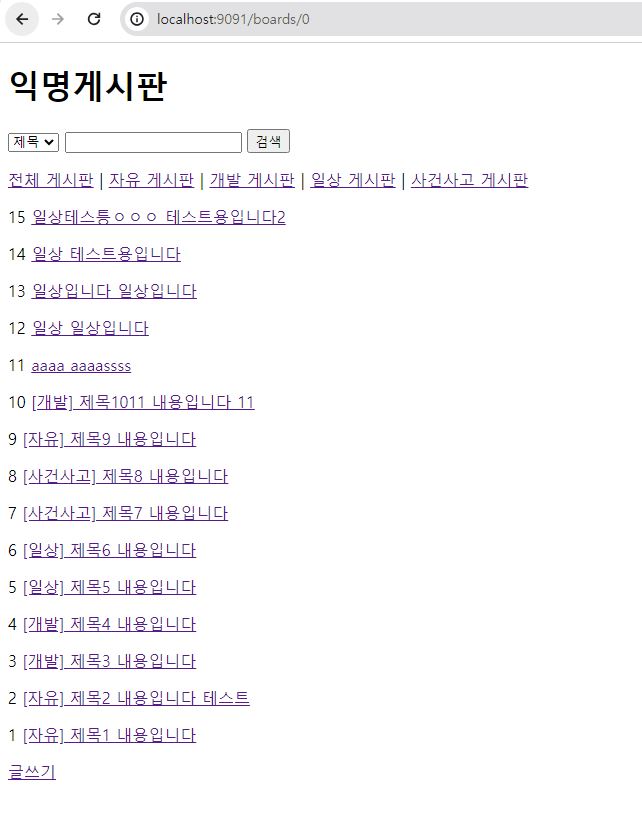 localhost:9091/boards/0
익명게시판
제목 검색
전체 게시판 | 자유 게시판 | 개발 게시판 | 일상 게시판 | 사건사고 게시판
15 일상테스틍ㅇㅇㅇ 테스트용입니다2
14 일상 테스트용입니다
13 일상입니다 일상입니다
12 일상 일상입니다
11 aaaa aaaassss
10 [개발] 제목1011 내용입니다 11
9 [자유] 제목9 내용입니다
8 [사건사고] 제목8 내용입니다
7 [사건사고] 제목7 내용입니다
6 [일상] 제목6 내용입니다
5 [일상] 제목5 내용입니다
4 [개발] 제목4 내용입니다
3 [개발] 제목3 내용입니다
2 [자유] 제목2 내용입니다 테스트
1 [자유] 제목1 내용입니다
글쓰기